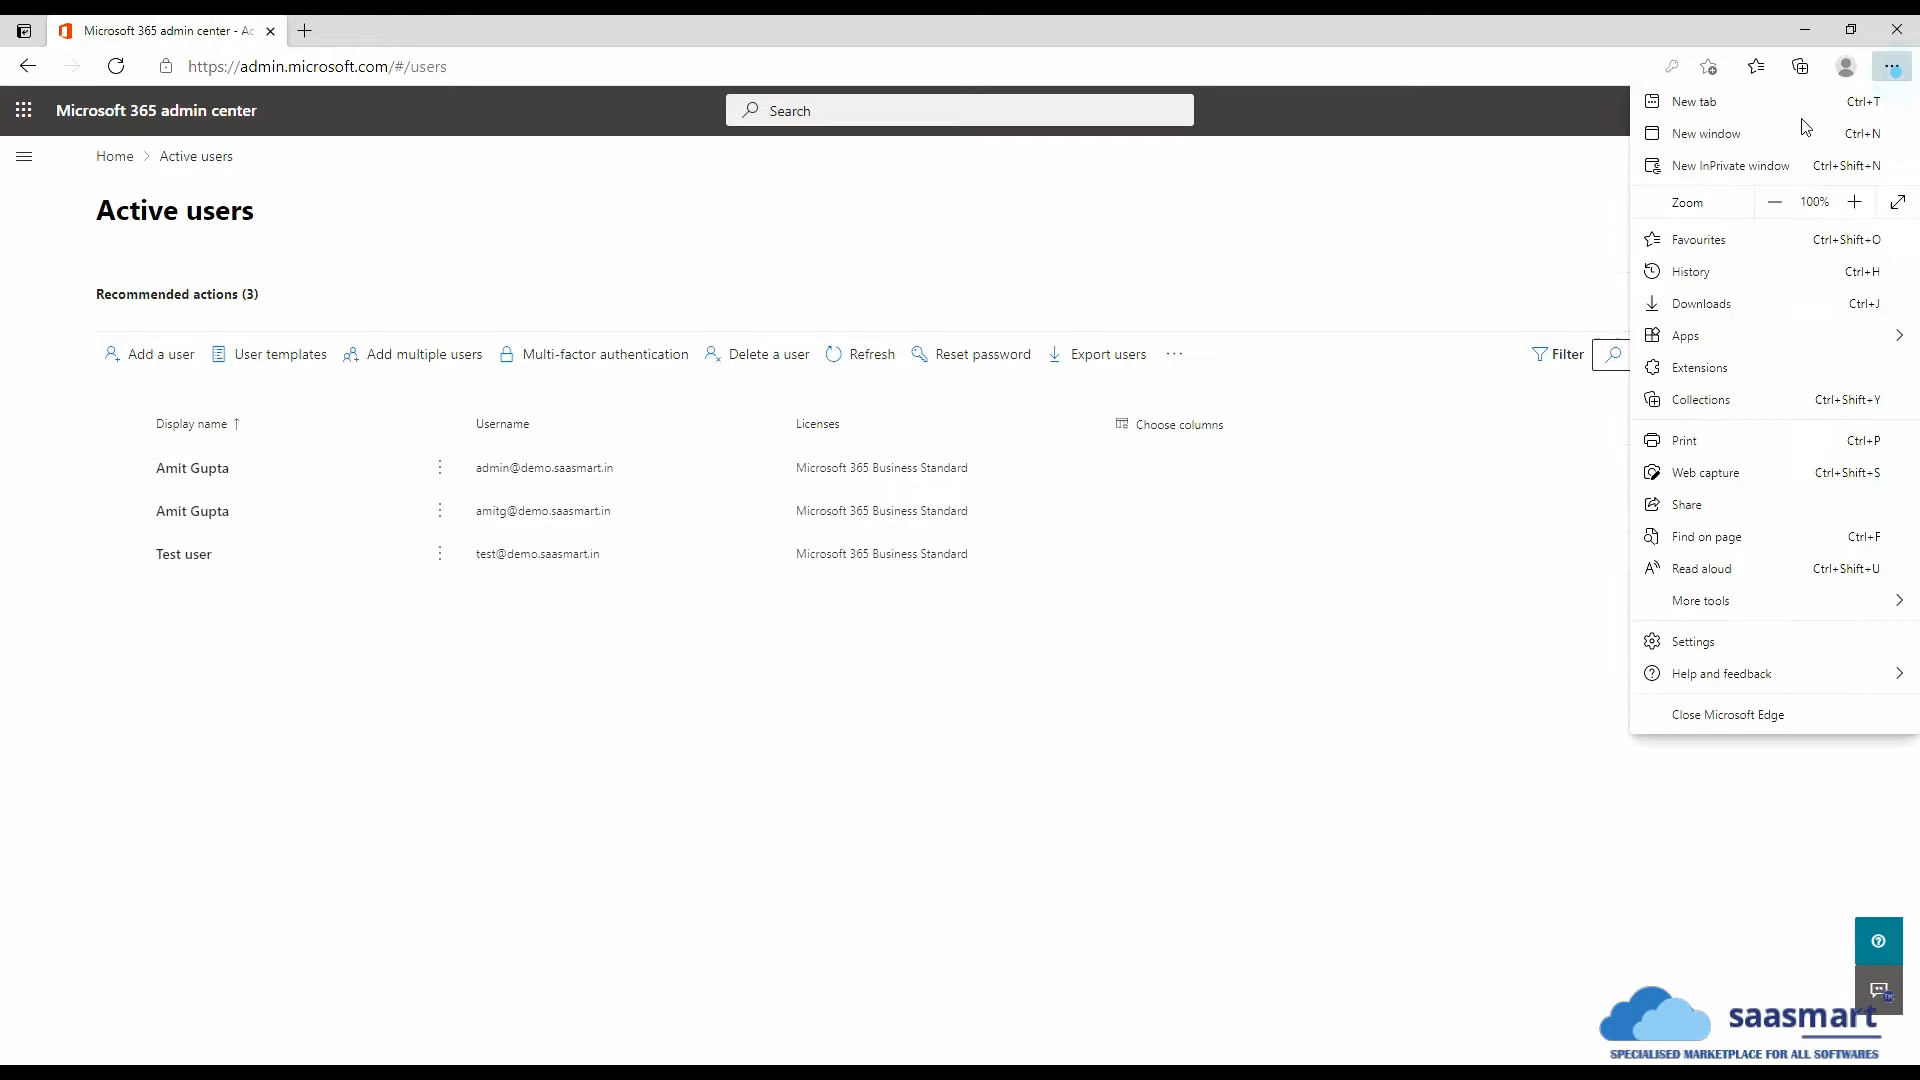 Microsoft 365 admin center - Ac
https://admin.microsoft.com/#/users
Microsoft 365 admin center
Search
Home > Active users
Active users
Recommended actions (3)
Add a user User templates Add multiple users Multi-factor authentication Delete a user Refresh Reset password Export users ··· Filter
Display name ↑ Username Licenses Choose columns
Amit Gupta admin@demo.saasmart.in Microsoft 365 Business Standard
Amit Gupta amitg@demo.saasmart.in Microsoft 365 Business Standard
Test user test@demo.saasmart.in Microsoft 365 Business Standard
New tab Ctrl+T
New window Ctrl+N
New InPrivate window Ctrl+Shift+N
Zoom — 100% +
Favourites Ctrl+Shift+O
History Ctrl+H
Downloads Ctrl+J
Apps
Extensions
Collections Ctrl+Shift+Y
Print Ctrl+P
Web capture Ctrl+Shift+S
Share
Find on page Ctrl+F
Read aloud Ctrl+Shift+U
More tools
Settings
Help and feedback
Close Microsoft Edge
saasmart TM
SPECIALISED MARKETPLACE FOR ALL SOFTWARES